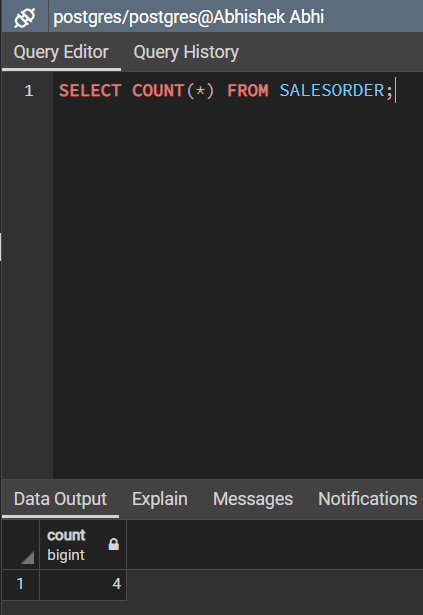 postgres/postgres@Abhishek Abhi
Query Editor Query History
1 SELECT COUNT(*) FROM SALESORDER;
Data Output Explain Messages Notifications
count
bigint
1 4